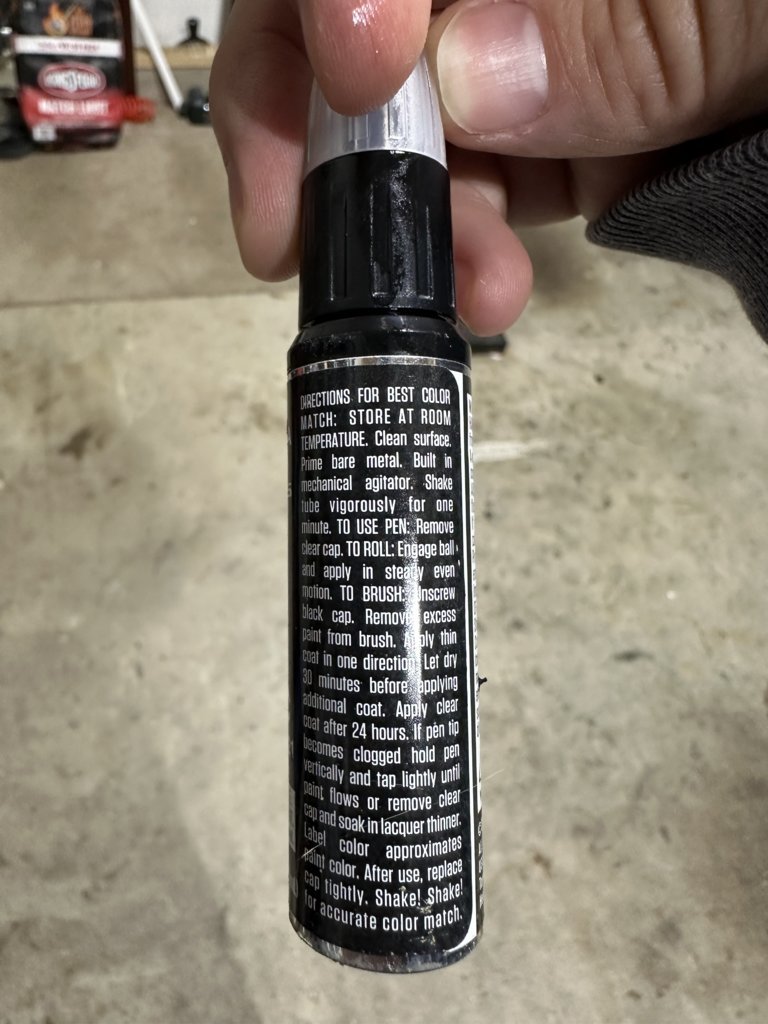 DIRECTIONS FOR BEST COLOR
MATCH: STORE AT ROOM
TEMPERATURE. Clean surface.
Prime bare metal. Built in
mechanical agitator. Shake
tube vigorously for one
minute. TO USE PEN: Remove
clear cap. TO ROLL: Engage ball
and apply in steady even
motion. TO BRUSH: Unscrew
black cap. Remove excess
paint from brush. Apply thin
coat in one direction. Let dry
30 minutes before applying
additional coat. Apply clear
coat after 24 hours. If pen tip
becomes clogged hold pen
vertically and tap lightly until
paint flows or remove clear
cap and soak in lacquer thinner.
Label color approximates
paint color. After use, replace
cap tightly. Shake! Shake!
for accurate color match.